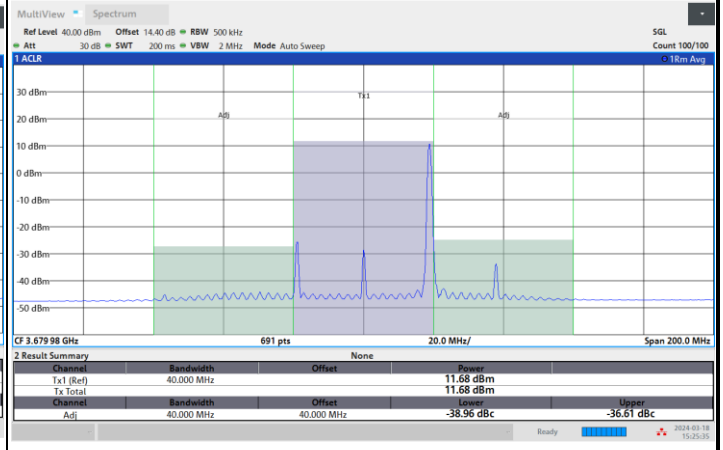 MultiView Spectrum
Ref Level 40.00 dBm Offset 14.40 dB RBW 500 kHz SGL
Att 30 dB SWT 200 ms VBW 2 MHz Mode Auto Sweep Count 100/100
1 ACLR 1Rm Avg
30 dBm
Tx1
20 dBm
Adj Adj
10 dBm
0 dBm
-10 dBm
-20 dBm
-30 dBm
-40 dBm
-50 dBm
CF 3.679 98 GHz 691 pts 20.0 MHz/ Span 200.0 MHz
2 Result Summary None
Channel Bandwidth Offset Power
Tx1 (Ref) 40.000 MHz 11.68 dBm
Tx Total 11.68 dBm
Channel Bandwidth Offset Lower Upper
Adj 40.000 MHz 40.000 MHz -38.96 dBc -36.61 dBc
Ready 2024-03-18
15:25:35